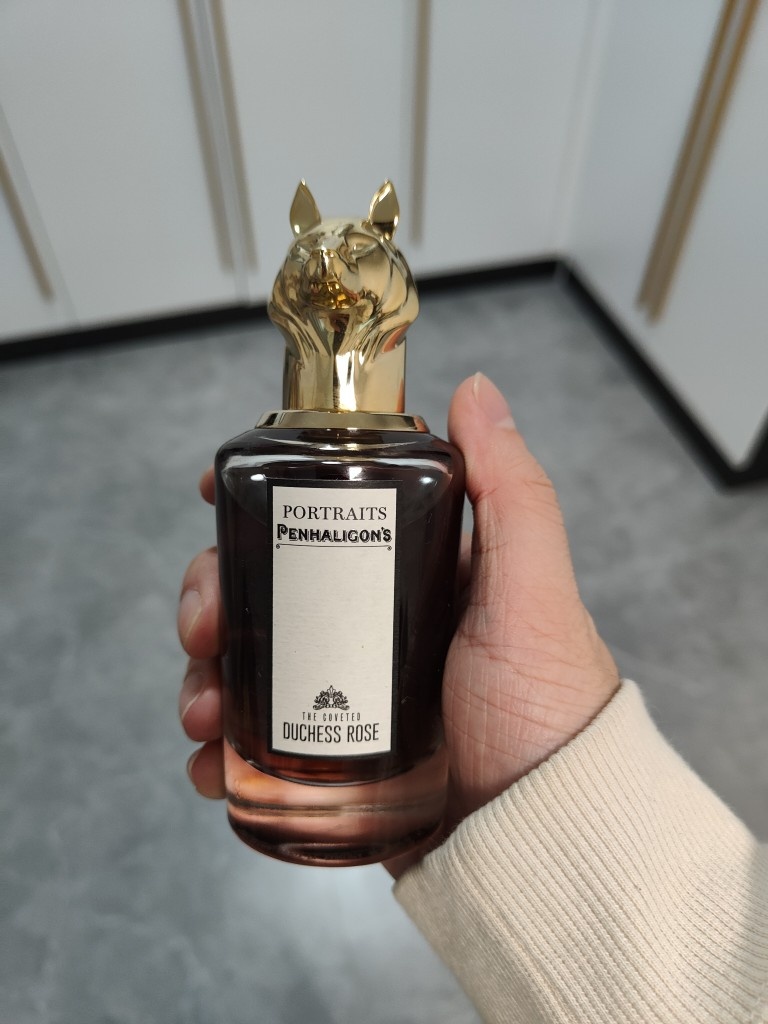 PORTRAITS
PENHALIGON'S
THE COVETED
DUCHESS ROSE